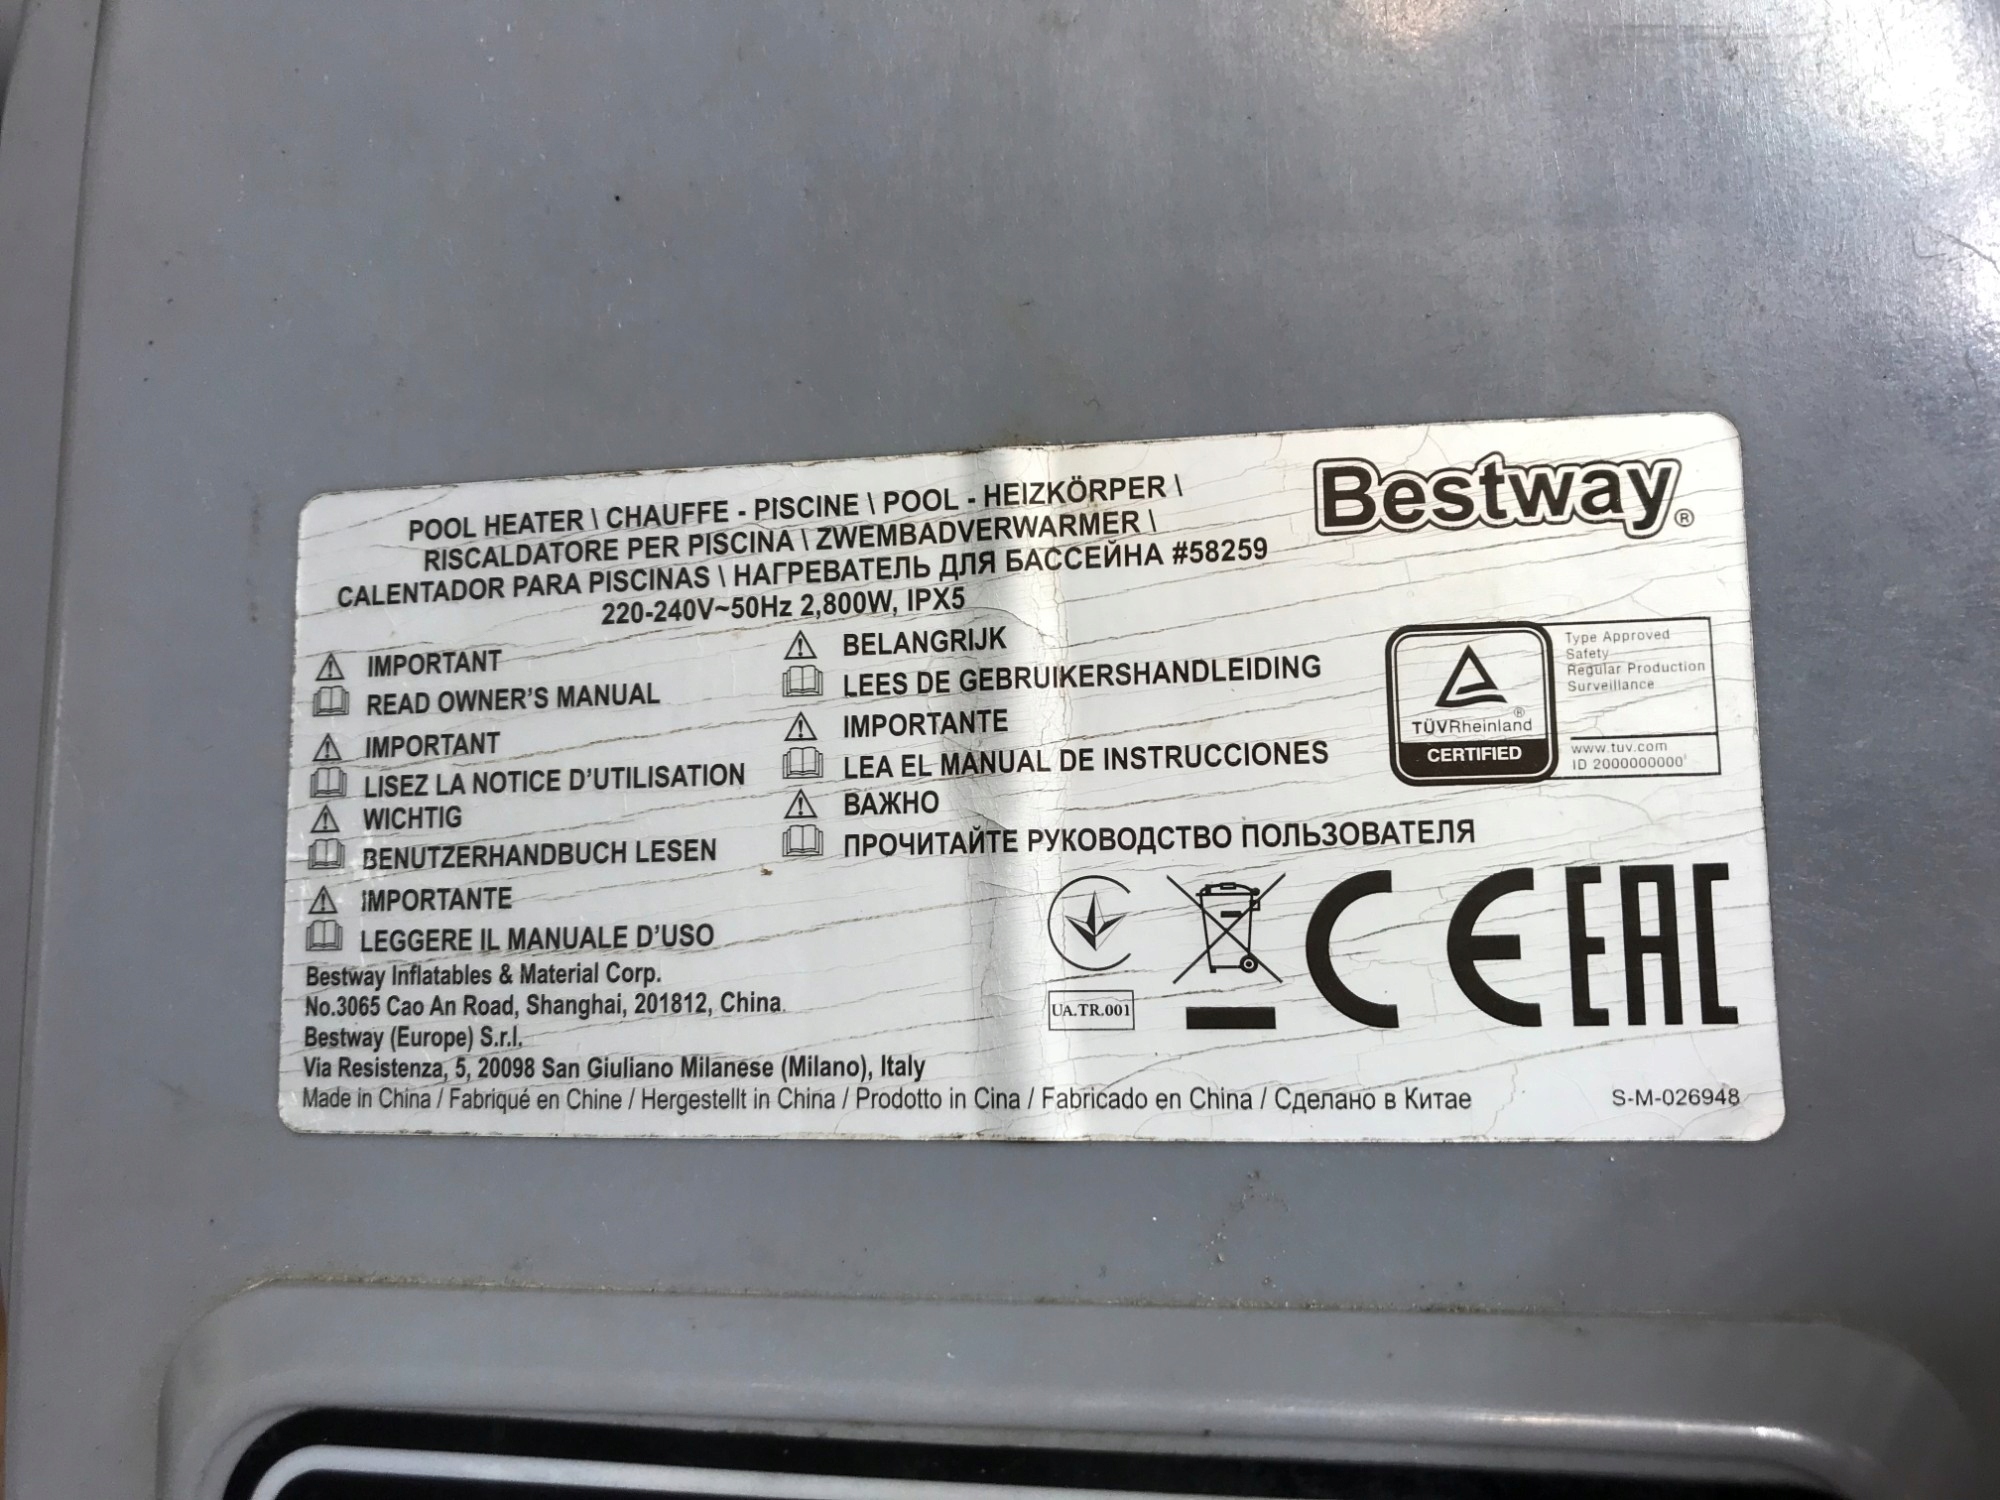 POOL HEATER \ CHAUFFE - PISCINE \ POOL - HEIZKÖRPER \
RISCALDATORE PER PISCINA \ ZWEMBADVERWARMER \
CALENTADOR PARA PISCINAS \ НАГРЕВАТЕЛЬ ДЛЯ БАССЕЙНА #58259
220-240V~50Hz 2,800W, IPX5
Bestway®
IMPORTANT
READ OWNER'S MANUAL
IMPORTANT
LISEZ LA NOTICE D'UTILISATION
WICHTIG
BENUTZERHANDBUCH LESEN
IMPORTANTE
LEGGERE IL MANUALE D'USO
BELANGRIJK
LEES DE GEBRUIKERSHANDLEIDING
IMPORTANTE
LEA EL MANUAL DE INSTRUCCIONES
ВАЖНО
ПРОЧИТАЙТЕ РУКОВОДСТВО ПОЛЬЗОВАТЕЛЯ
TÜVRheinland®
CERTIFIED
Type Approved
Safety
Regular Production
Surveillance
www.tuv.com
ID 2000000000
UA.TR.001
CE EAC
Bestway Inflatables & Material Corp.
No.3065 Cao An Road, Shanghai, 201812, China
Bestway (Europe) S.r.l.
Via Resistenza, 5, 20098 San Giuliano Milanese (Milano), Italy
Made in China / Fabriqué en Chine / Hergestellt in China / Prodotto in Cina / Fabricado en China / Сделано в Китае
S-M-026948